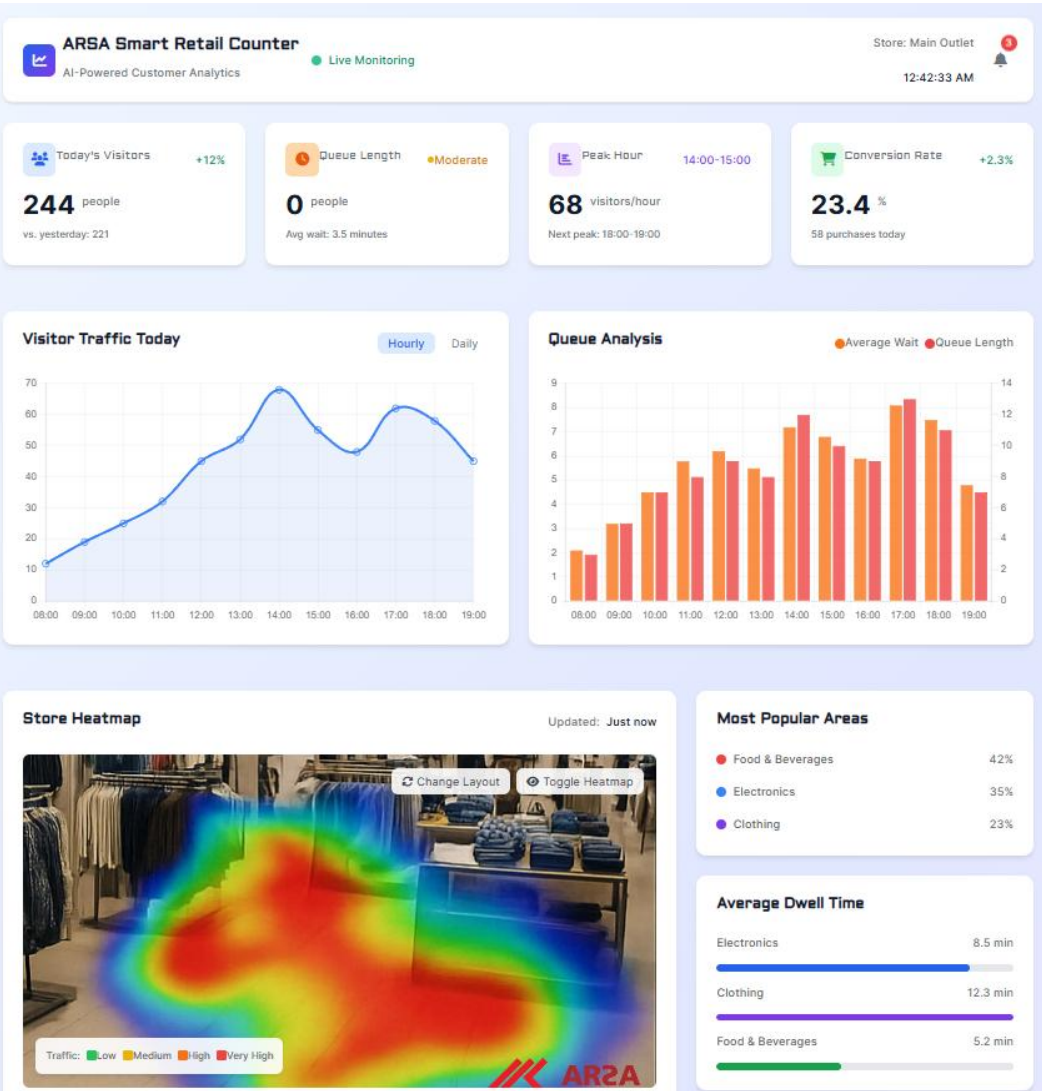 ARSA Smart Retail Counter
AI-Powered Customer Analytics
Live Monitoring
Store: Main Outlet
3
12:42:33 AM
Today's Visitors
+12%
244 people
vs. yesterday: 221
Queue Length
Moderate
0 people
Avg wait: 3.5 minutes
Peak Hour
14:00-15:00
68 visitors/hour
Next peak: 18:00-19:00
Conversion Rate
+2.3%
23.4 %
58 purchases today
Visitor Traffic Today
Hourly Daily
70
60
50
40
30
20
10
0
08:00 09:00 10:00 11:00 12:00 13:00 14:00 15:00 16:00 17:00 18:00 19:00
Queue Analysis
Average Wait Queue Length
9
8
7
6
5
4
3
2
1
0
14
12
10
8
6
4
2
0
08:00 09:00 10:00 11:00 12:00 13:00 14:00 15:00 16:00 17:00 18:00 19:00
Store Heatmap
Updated: Just now
Change Layout Toggle Heatmap
Traffic: Low Medium High Very High
ARSA
Most Popular Areas
Food & Beverages 42%
Electronics 35%
Clothing 23%
Average Dwell Time
Electronics 8.5 min
Clothing 12.3 min
Food & Beverages 5.2 min